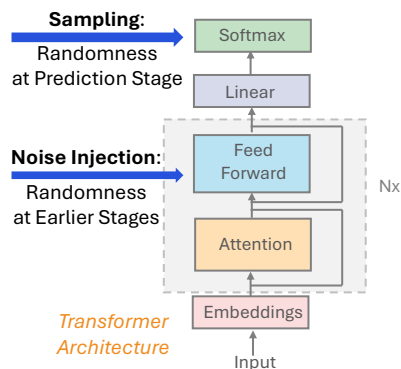 Sampling:
Randomness
at Prediction Stage
Softmax
Linear
Noise Injection:
Randomness
at Earlier Stages
Feed
Forward
Nx
Attention
Embeddings
Transformer
Architecture
Input